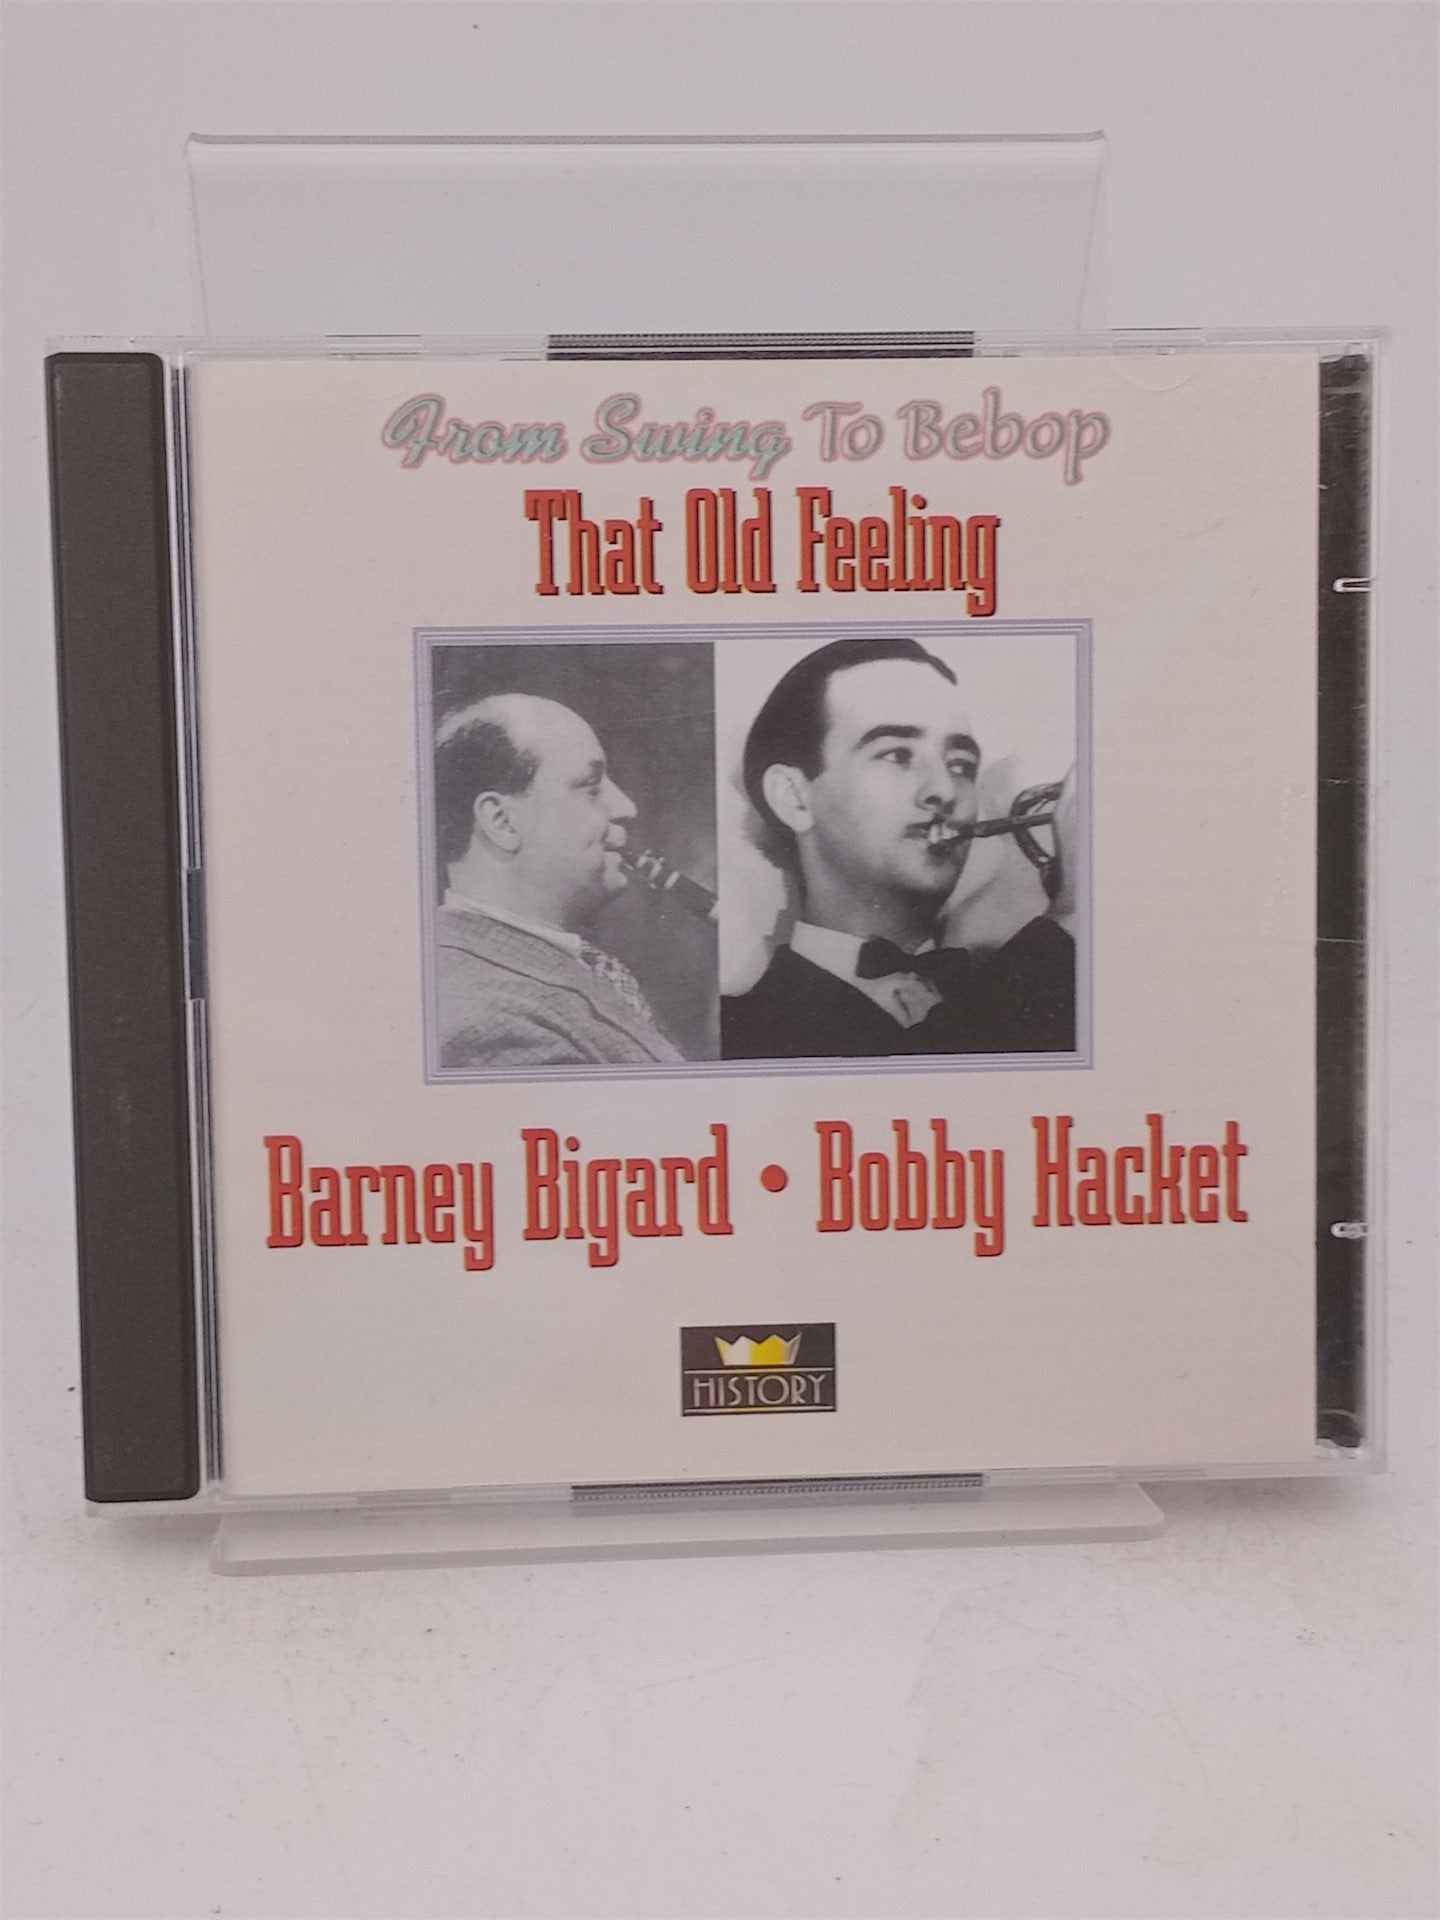 From Swing To Bebop
That Old Feeling
Barney Bigard • Bobby Hacket
HISTORY